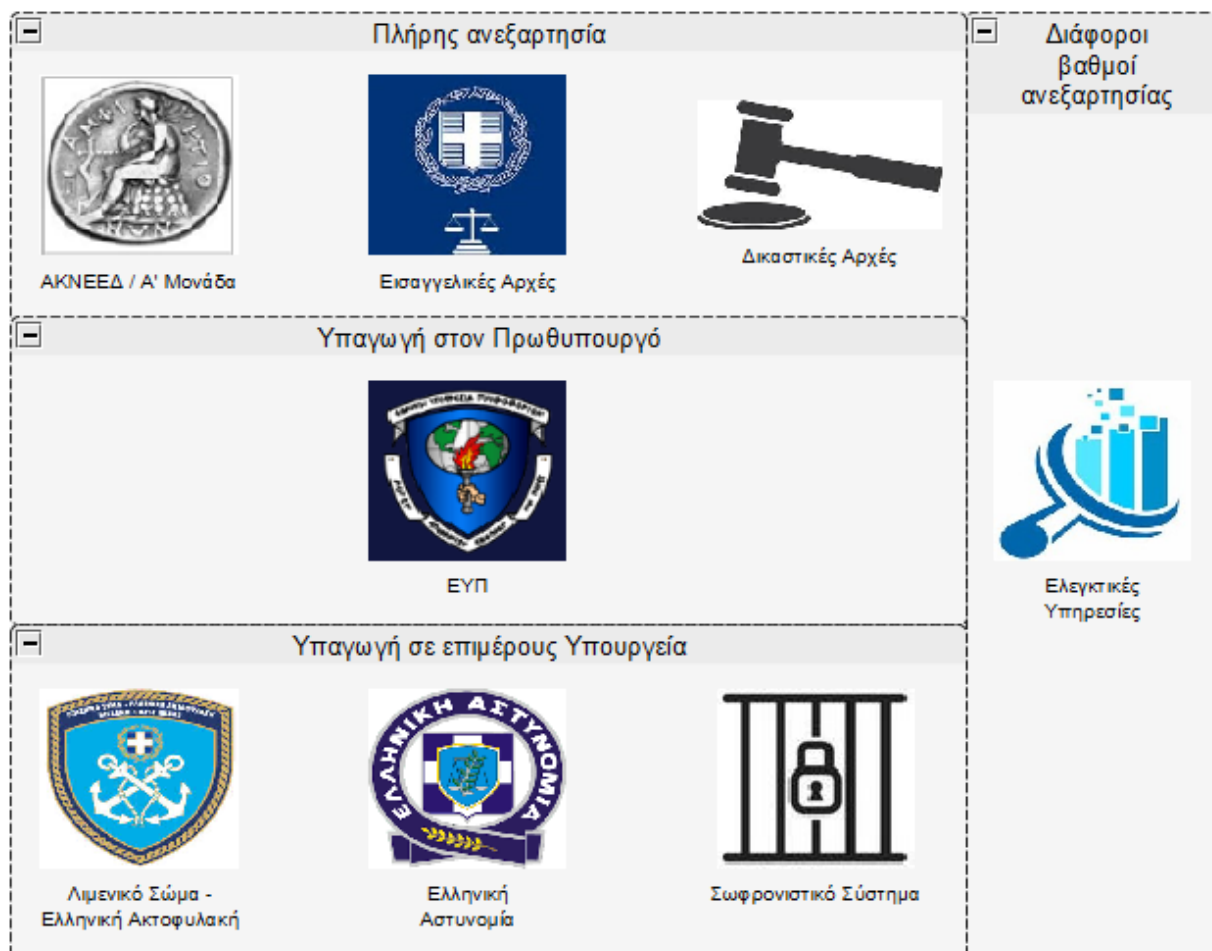 Πλήρης ανεξαρτησία
ΑΚΝΕΕΔ / Α' Μονάδα
Εισαγγελικές Αρχές
Δικαστικές Αρχές
Υπαγωγή στον Πρωθυπουργό
ΕΥΠ
Υπαγωγή σε επιμέρους Υπουργεία
ΕΛΛΗΝΙΚΗ ΑΣΤΥΝΟΜΙΑ
Λιμενικό Σώμα -
Ελληνική Ακτοφυλακή
Ελληνική
Αστυνομία
Σωφρονιστικό Σύστημα
Διάφοροι
βαθμοί
ανεξαρτησίας
Ελεγκτικές
Υπηρεσίες